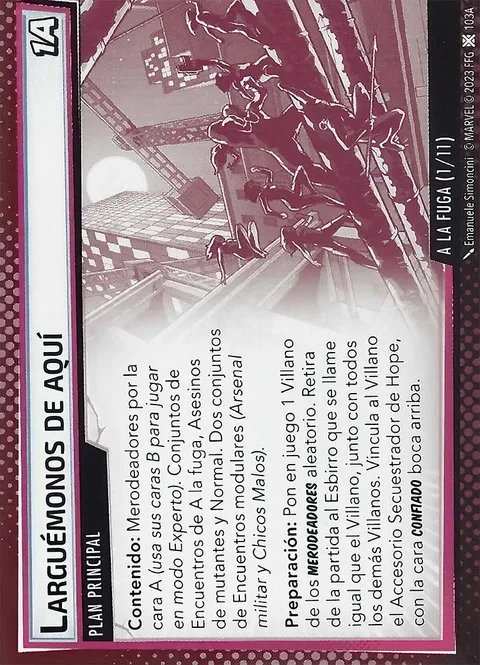 LARGUÉMONOS DE AQUÍ
1A
PLAN PRINCIPAL
Contenido: Merodeadores por la
cara A (usa sus caras B para jugar
en modo Experto). Conjuntos de
Encuentros de A la fuga, Asesinos
de mutantes y Normal. Dos conjuntos
de Encuentros modulares (Arsenal
militar y Chicos Malos).
Preparación: Pon en juego 1 Villano
de los MERODEADORES aleatorio. Retira
de la partida al Esbirro que se llame
igual que el Villano, junto con todos
los demás Villanos. Vincula al Villano
el Accesorio Secuestrador de Hope,
con la cara CONFIADO boca arriba.
A LA FUGA (1/11)
Emanuele Simoncini © MARVEL © 2023 FFG 103A